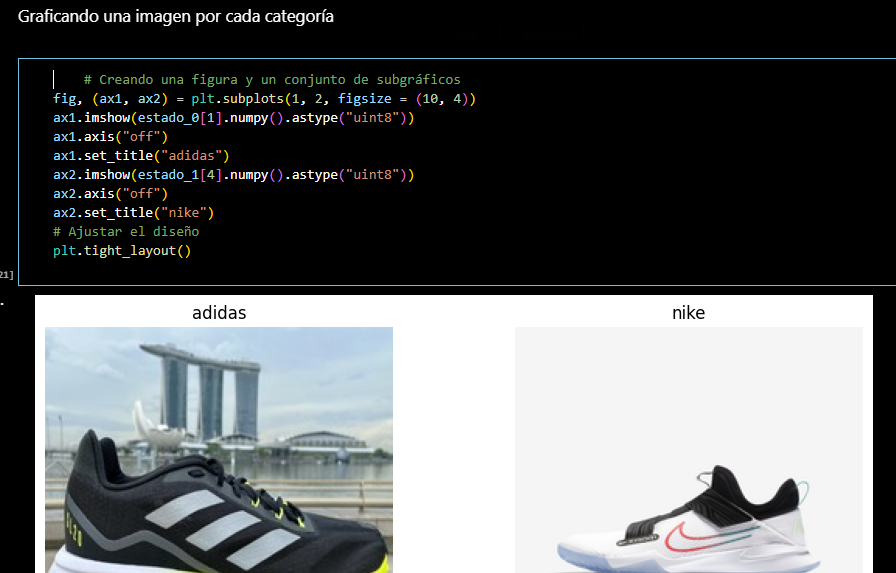 Graficando una imagen por cada categoría
# Creando una figura y un conjunto de subgráficos
fig, (ax1, ax2) = plt.subplots(1, 2, figsize = (10, 4))
ax1.imshow(estado_0[1].numpy().astype("uint8"))
ax1.axis("off")
ax1.set_title("adidas")
ax2.imshow(estado_1[4].numpy().astype("uint8"))
ax2.axis("off")
ax2.set_title("nike")
# Ajustar el diseño
plt.tight_layout()
21]
adidas
nike